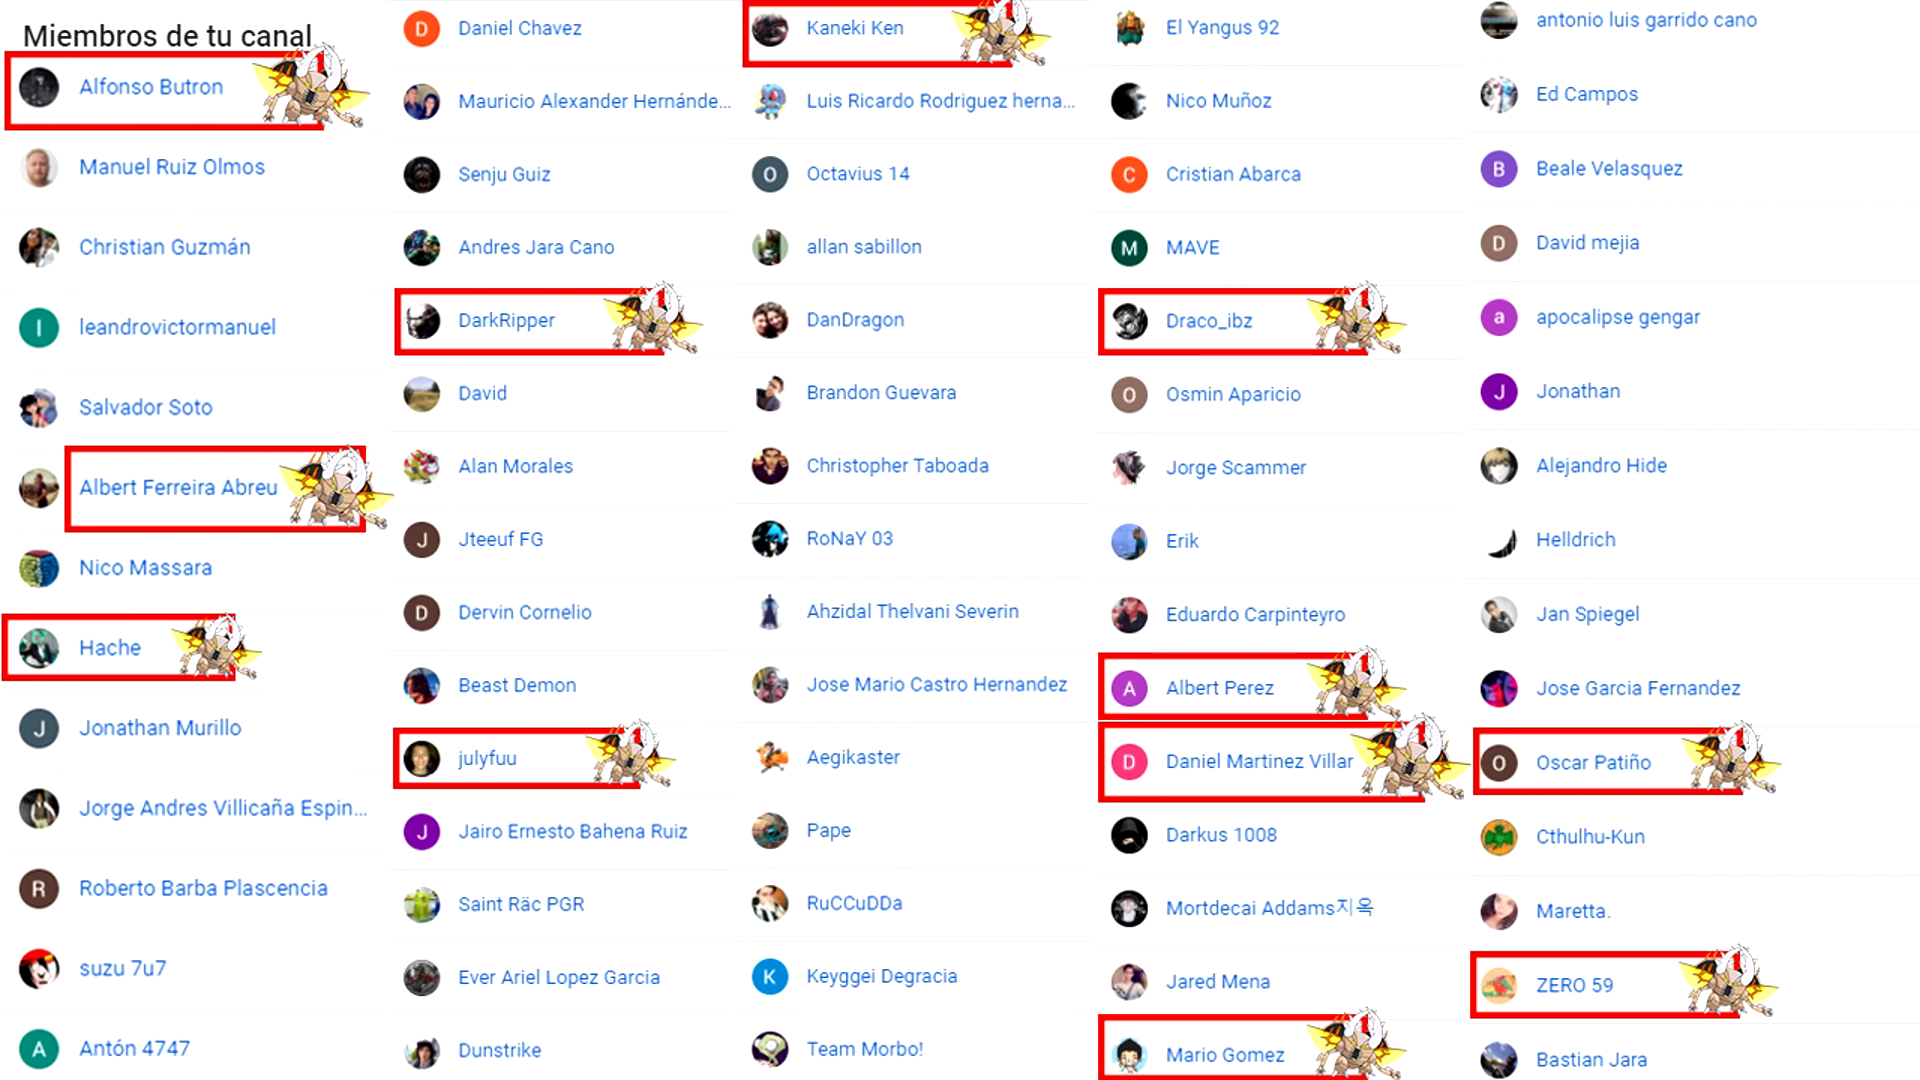 Miembros de tu canal
Alfonso Butron
Manuel Ruiz Olmos
Christian Guzmán
I
leandrovictormanuel
Salvador Soto
Albert Ferreira Abreu
Nico Massara
Hache
J
Jonathan Murillo
Jorge Andres Villicaña Espin...
R
Roberto Barba Plascencia
suzu 7u7
A
Antón 4747
D
Daniel Chavez
Mauricio Alexander Hernánde...
Senju Guiz
Andres Jara Cano
DarkRipper
David
Alan Morales
J
Jteeuf FG
D
Dervin Cornelio
Beast Demon
julyfuu
J
Jairo Ernesto Bahena Ruiz
Saint Räc PGR
Ever Ariel Lopez Garcia
Dunstrike
Kaneki Ken
Luis Ricardo Rodriguez herna...
O
Octavius 14
allan sabillon
DanDragon
Brandon Guevara
Christopher Taboada
RoNaY 03
Ahzidal Thelvani Severin
Jose Mario Castro Hernandez
Aegikaster
Pape
RuCCuDDa
K
Keyggei Degracia
Team Morbo!
El Yangus 92
Nico Muñoz
C
Cristian Abarca
M
MAVE
Draco_ibz
O
Osmin Aparicio
Jorge Scammer
Erik
Eduardo Carpinteyro
A
Albert Perez
D
Daniel Martinez Villar
Darkus 1008
Mortdecai Addams지옥
Jared Mena
Mario Gomez
antonio luis garrido cano
Ed Campos
B
Beale Velasquez
D
David mejia
a
apocalipse gengar
J
Jonathan
Alejandro Hide
Helldrich
Jan Spiegel
Jose Garcia Fernandez
O
Oscar Patiño
Cthulhu-Kun
Maretta.
ZERO 59
Bastian Jara